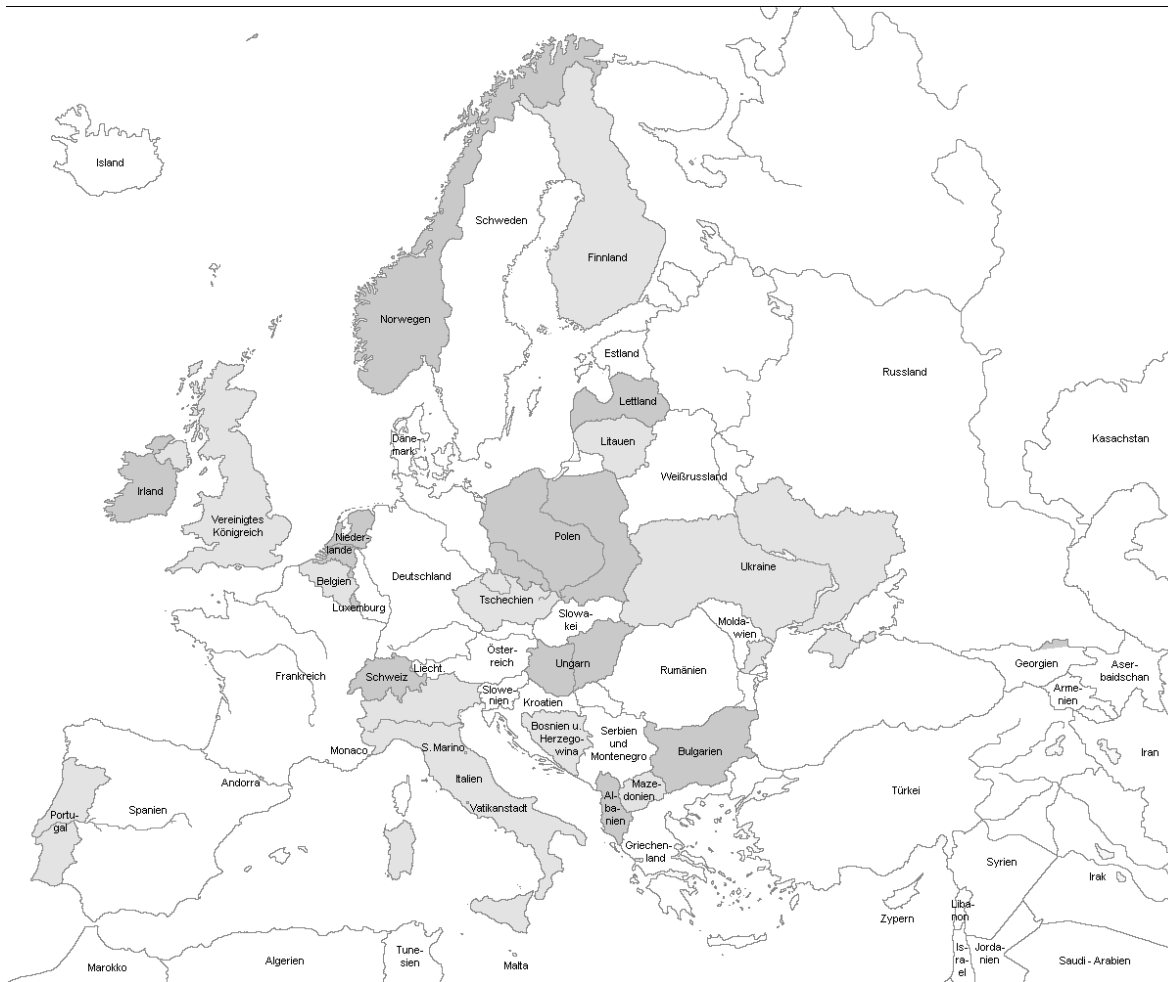 Island
Schweden
Finnland
Norwegen
Estland
Russland
Lettland
Kasachstan
Däne-
mark
Litauen
Weißrussland
Irland
Vereinigtes
Königreich
Nieder-
lande
Polen
Ukraine
Deutschland
Belgien
Tschechien
Luxemburg
Slowa-
kei
Molda-
wien
Öster-
reich
Ungarn
Rumänien
Georgien
Aser-
baidschan
Frankreich
Schweiz
Liecht.
Slowe-
nien
Kroatien
Arme-
nien
Bosnien u.
Herzego-
wina
Serbien
und
Montenegro
Monaco
S. Marino
Bulgarien
Iran
Italien
Maze-
donien
Andorra
Al-
ba-
nien
Türkei
Portu-
gal
Spanien
Vatikanstadt
Griechen-
land
Syrien
Irak
Zypern
Liba-
non
Tune-
sien
Is-
ra-
el
Jorda-
nien
Marokko
Algerien
Malta
Saudi - Arabien